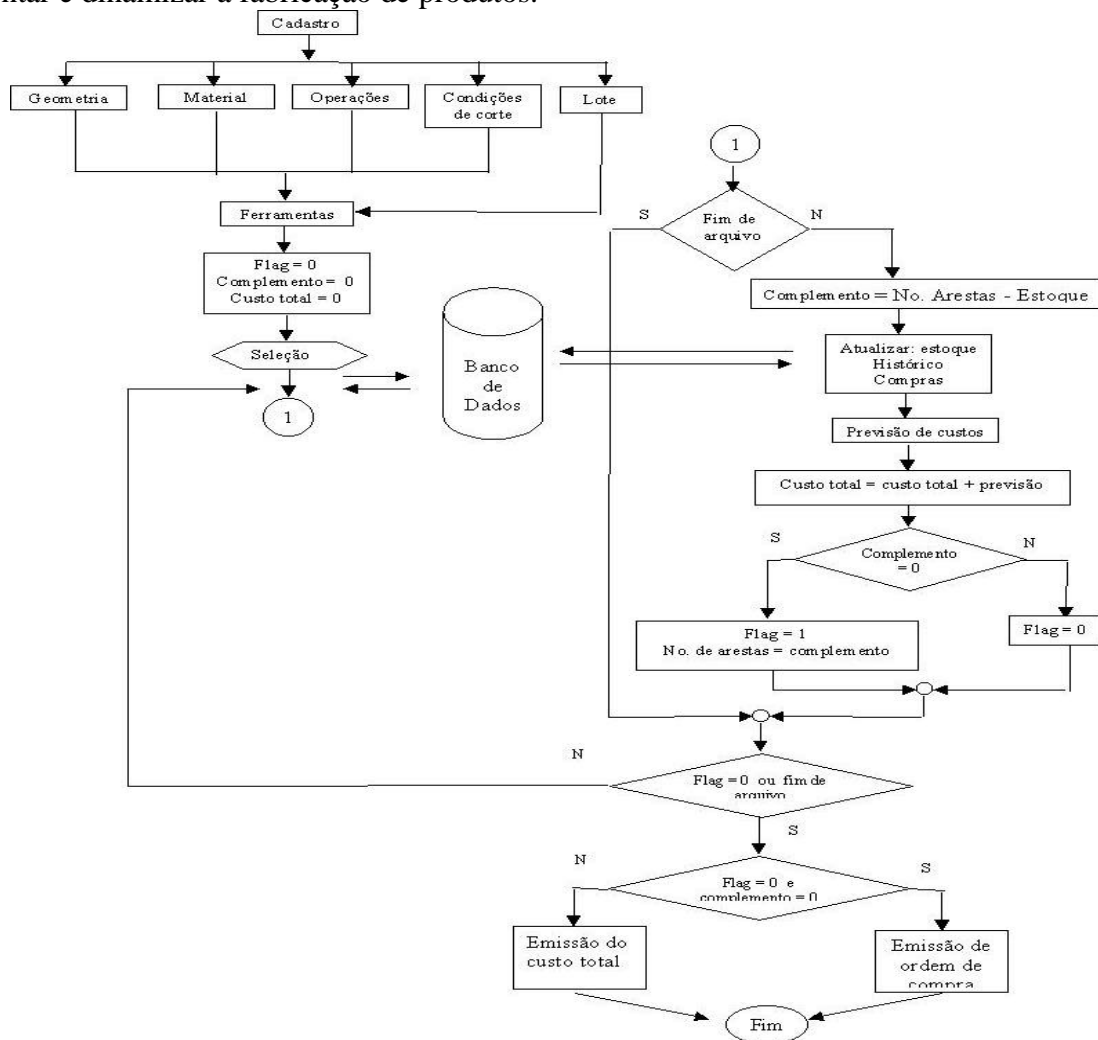 ntar e dinamizar a fabricação de produtos.
Cadastro
Geometria
Material
Operações
Condições
de corte
Lote
Ferramentas
Flag = 0
Complemento = 0
Custo total = 0
Seleção
1
Banco
de
Dados
1
Fim de
arquivo
S
N
Complemento = No. Arestas - Estoque
Atualizar: estoque
Histórico
Compras
Previsão de custos
Custo total = custo total + previsão
Complemento
= 0
S
N
Flag = 1
No. de arestas = complemento
Flag = 0
Flag =0 ou fim de
arquivo
N
S
Flag = 0 e
complemento = 0
N
S
Emissão do
custo total
Emissão de
ordem de
compra
Fim